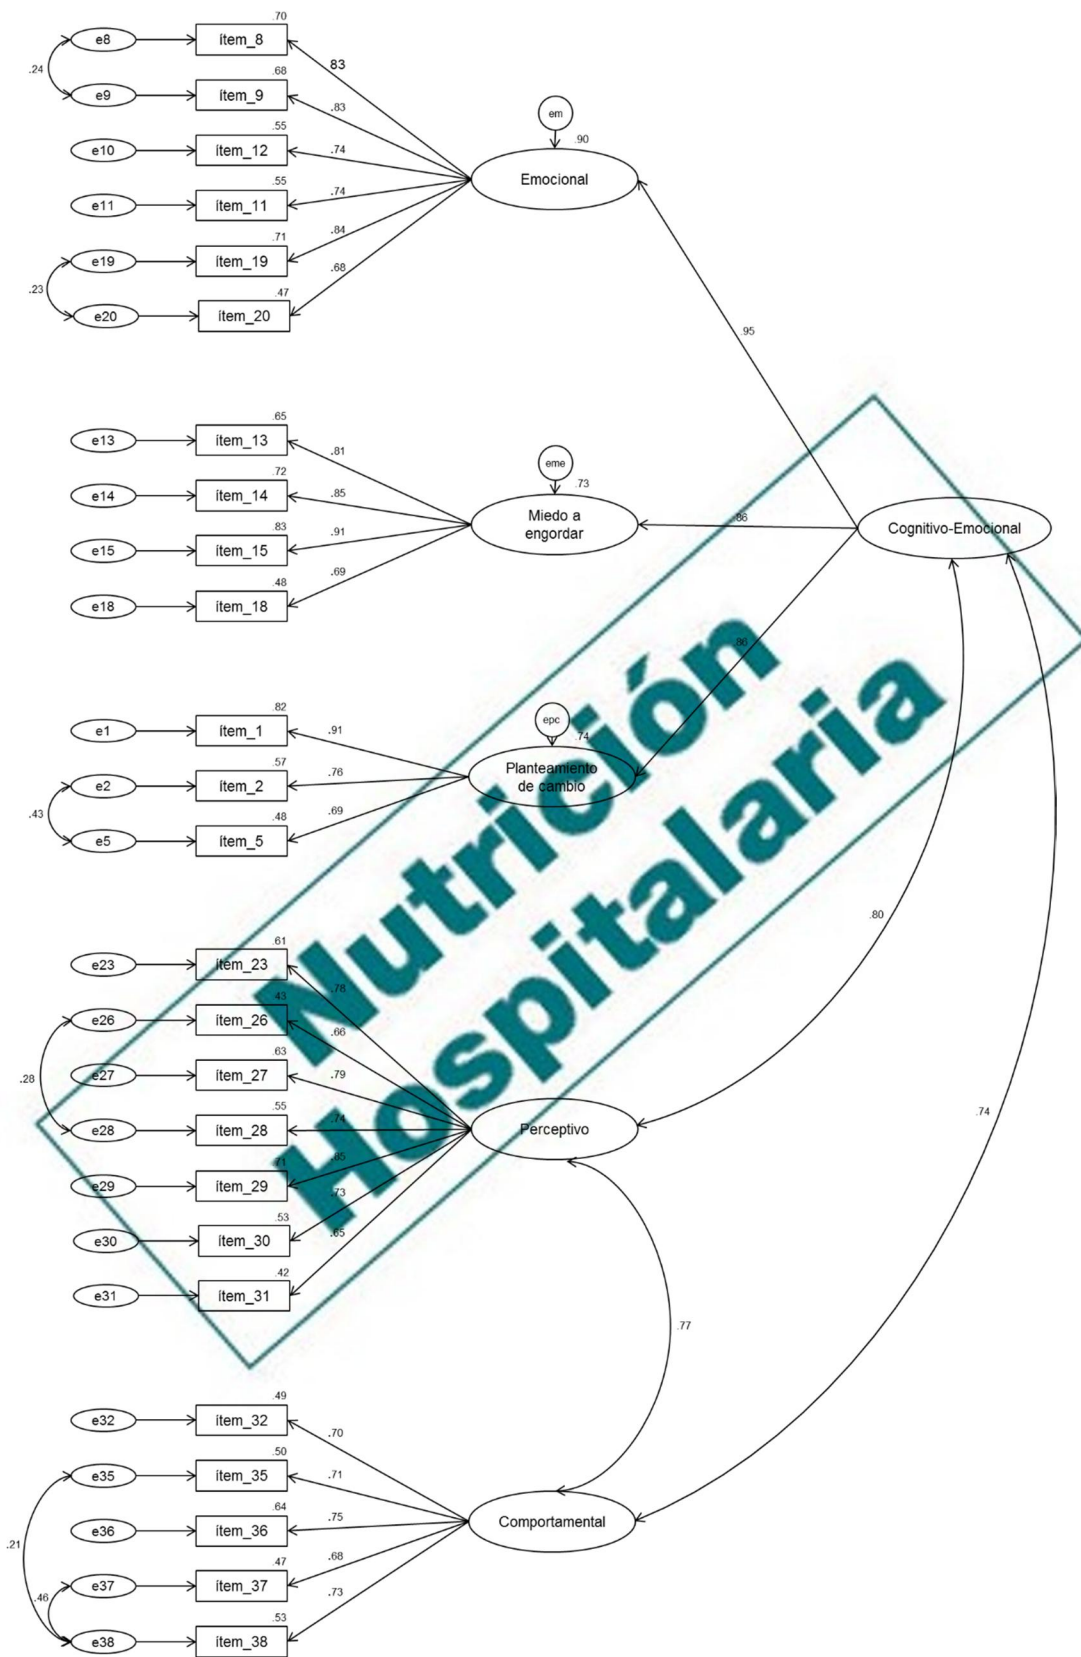 .70
e8 ítem_8
83
.24
.68
e9 ítem_9
.83
em
.90
.55
e10 ítem_12
.74
Emocional
.55
e11 ítem_11
.74
.71
e19 ítem_19
.84
.23
.68
.47
e20 ítem_20
.95
.65
e13 ítem_13
.81
eme
.73
.72
e14 ítem_14
.85
Miedo a
engordar
.86
Cognitivo-Emocional
.83
e15 ítem_15
.91
.48
e18 ítem_18
.69
.86
.82
e1 ítem_1
.91
epc
.74
.57
e2 ítem_2
.76
Planteamiento
de cambio
.43
.48
e5 ítem_5
.69
.80
.61
e23 ítem_23
.78
.43
e26 ítem_26
.66
.28
.63
e27 ítem_27
.79
.55
e28 ítem_28
.74
Perceptivo
.74
.71
e29 ítem_29
.85
.53
e30 ítem_30
.73
.42
e31 ítem_31
.65
.77
.49
e32 ítem_32
.70
.50
e35 ítem_35
.71
.64
e36 ítem_36
.75
Comportamental
.21
.47
e37 ítem_37
.68
.46
.53
e38 ítem_38
.73
Nutrición
Hospitalaria